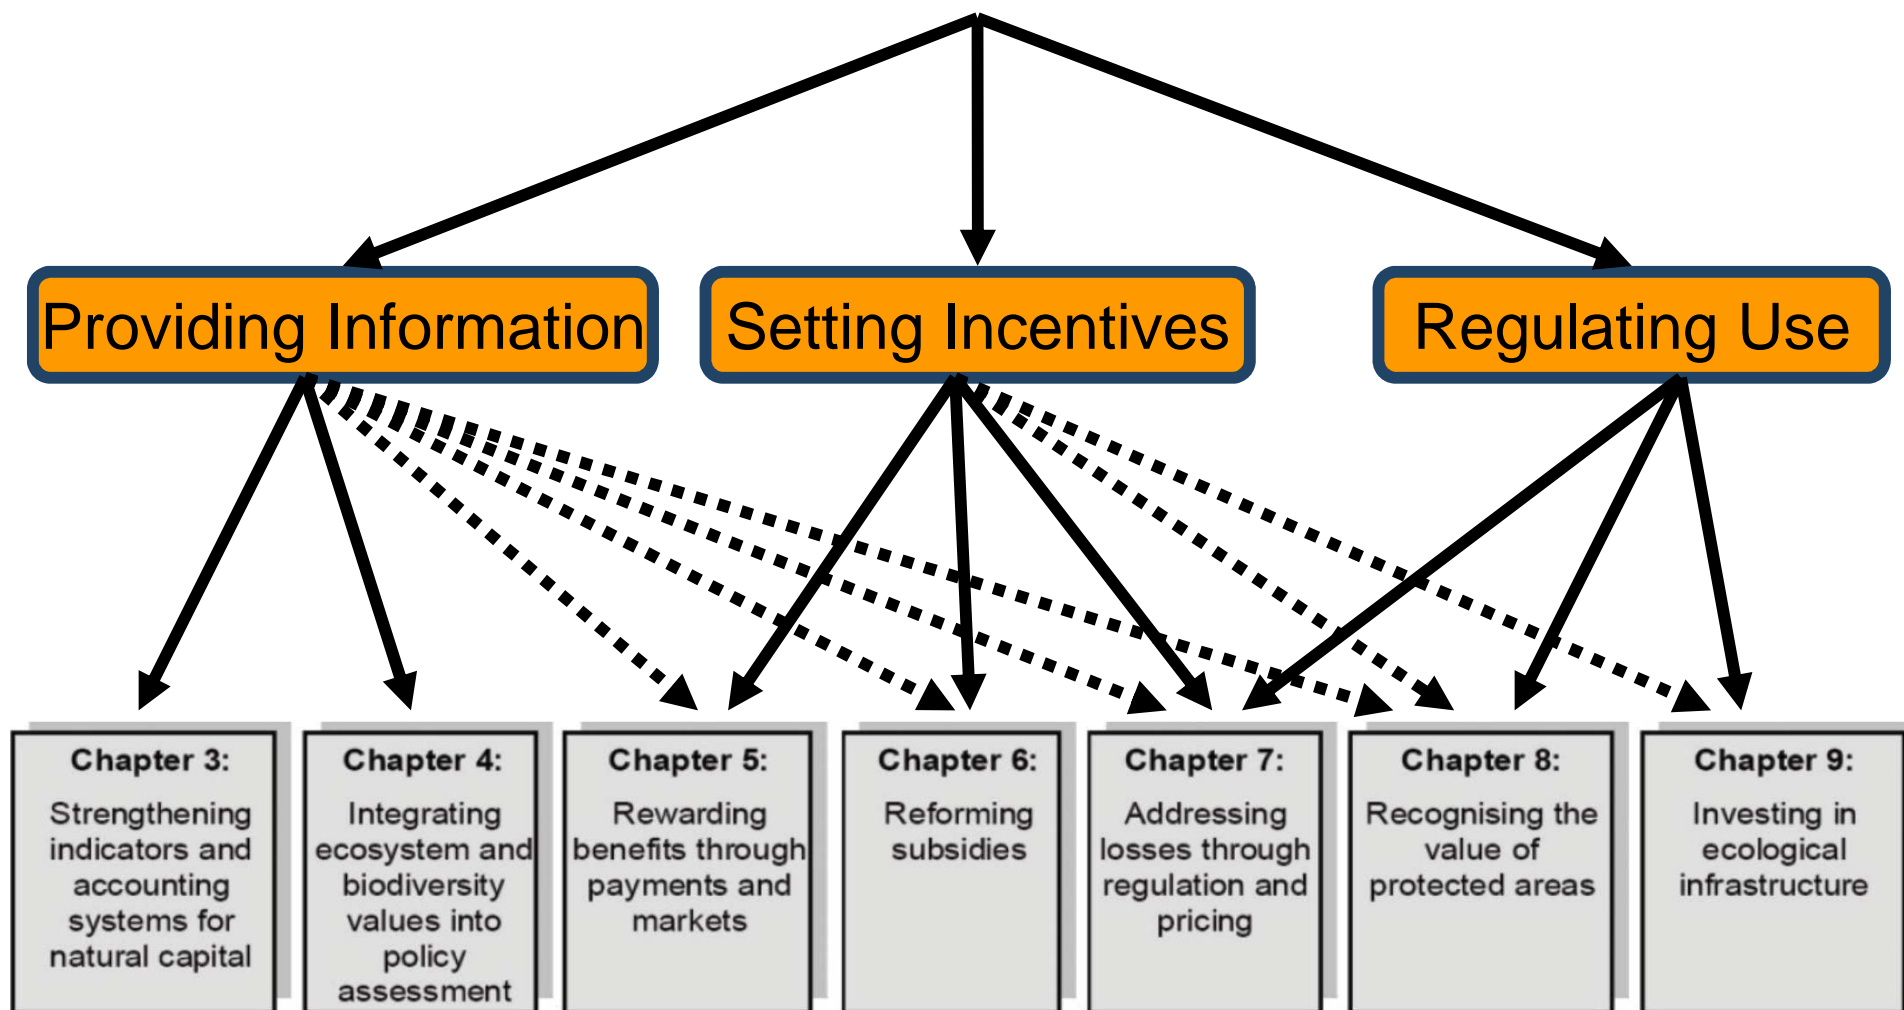 Providing Information
Setting Incentives
Regulating Use
Chapter 3:
Strengthening
indicators and
accounting
systems for
natural capital
Chapter 4:
Integrating
ecosystem and
biodiversity
values into
policy
assessment
Chapter 5:
Rewarding
benefits through
payments and
markets
Chapter 6:
Reforming
subsidies
Chapter 7:
Addressing
losses through
regulation and
pricing
Chapter 8:
Recognising the
value of
protected areas
Chapter 9:
Investing in
ecological
infrastructure